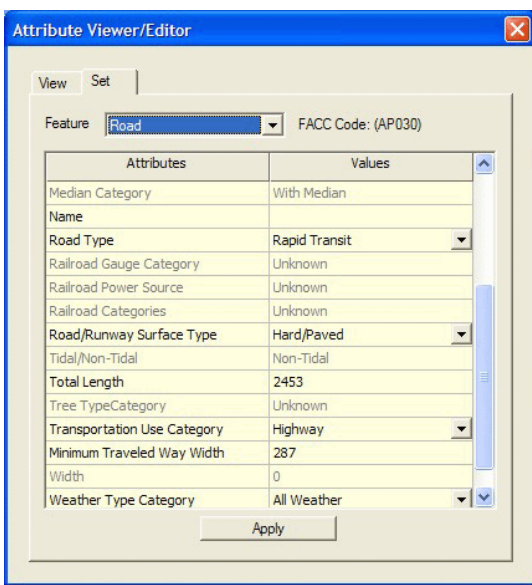 Attribute Viewer/Editor
View Set
Feature Road FACC Code: (AP030)
Attributes Values
Median Category With Median
Name
Road Type Rapid Transit
Railroad Gauge Category Unknown
Railroad Power Source Unknown
Railroad Categories Unknown
Road/Runway Surface Type Hard/Paved
Tidal/Non-Tidal Non-Tidal
Total Length 2453
Tree TypeCategory Unknown
Transportation Use Category Highway
Minimum Traveled Way Width 287
Width 0
Weather Type Category All Weather
Apply